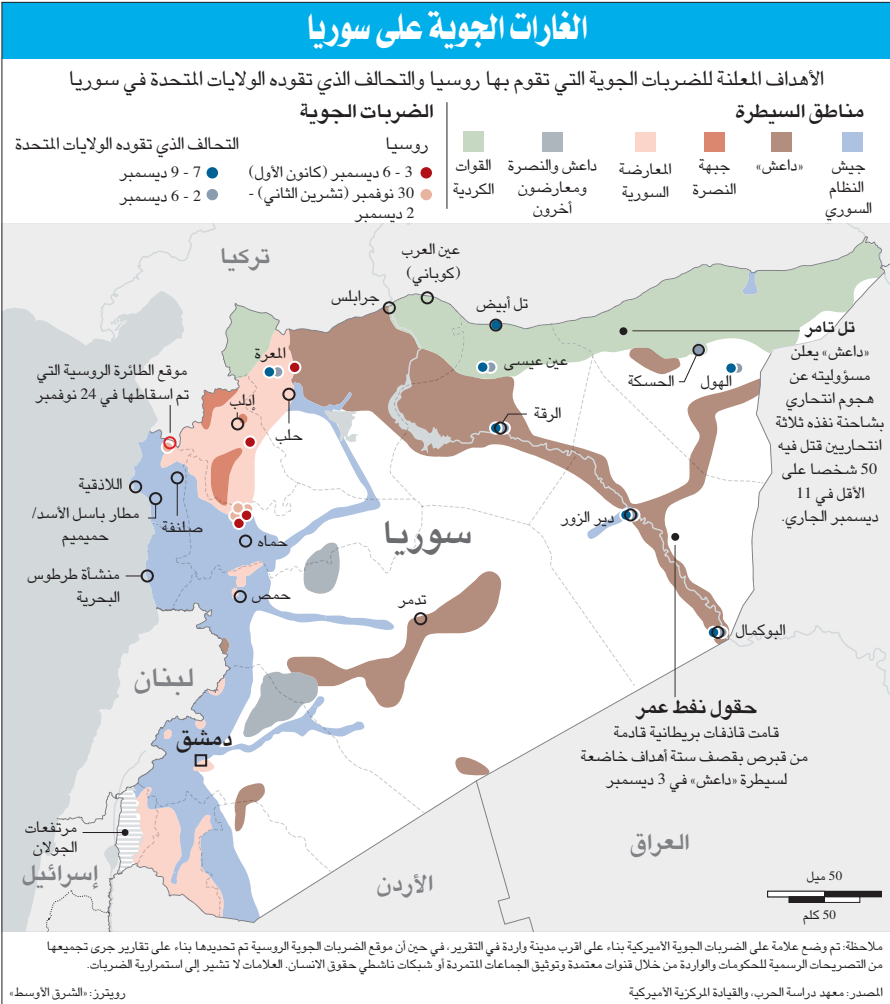 الغارات الجوية على سوريا
الأهداف المعلنة للضربات الجوية التي تقوم بها روسيا والتحالف الذي تقوده الولايات المتحدة في سوريا
مناطق السيطرة
جيش
النظام
السوري
«داعش»
جبهة
النصرة
المعارضة
السورية
داعش والنصرة
ومعارضون
أخرون
القوات
الكردية
الضربات الجوية
روسيا
3 - 6 ديسمبر (كانون الأول)
30 نوفمبر (تشرين الثاني) -
2 ديسمبر
التحالف الذي تقوده الولايات المتحدة
7 - 9 ديسمبر
2 - 6 ديسمبر
تركيا
عين العرب
(كوباني)
جرابلس
تل أبيض
تل تامر
«داعش» يعلن
مسؤوليته عن
هجوم انتحاري
بشاحنة نفذه ثلاثة
انتحاريين قتل فيه
50 شخصا على
الأقل في 11
ديسمبر الجاري.
المعرة
عين عيسى
الحسكة
الهول
موقع الطائرة الروسية التي
تم اسقاطها في 24 نوفمبر
إدلب
حلب
الرقة
اللاذقية
صلنفة
مطار باسل الأسد/
حميميم
حماه
سوريا
دير الزور
منشأة طرطوس
البحرية
حمص
تدمر
البوكمال
لبنان
حقول نفط عمر
قامت قاذفات بريطانية قادمة
من قبرص بقصف ستة أهداف خاضعة
لسيطرة «داعش» في 3 ديسمبر
دمشق
مرتفعات
الجولان
إسرائيل
الأردن
العراق
50 ميل
50 كلم
ملاحظة: تم وضع علامة على الضربات الجوية الأميركية بناء على اقرب مدينة واردة في التقرير، في حين أن موقع الضربات الجوية الروسية تم تحديدها بناء على تقارير جرى تجميعها
من التصريحات الرسمية للحكومات والواردة من خلال قنوات معتمدة وتوثيق الجماعات المتمردة أو شبكات ناشطي حقوق الانسان. العلامات لا تشير إلى استمرارية الضربات.
المصدر: معهد دراسة الحرب، والقيادة المركزية الأميركية
رويترز: «الشرق الأوسط»